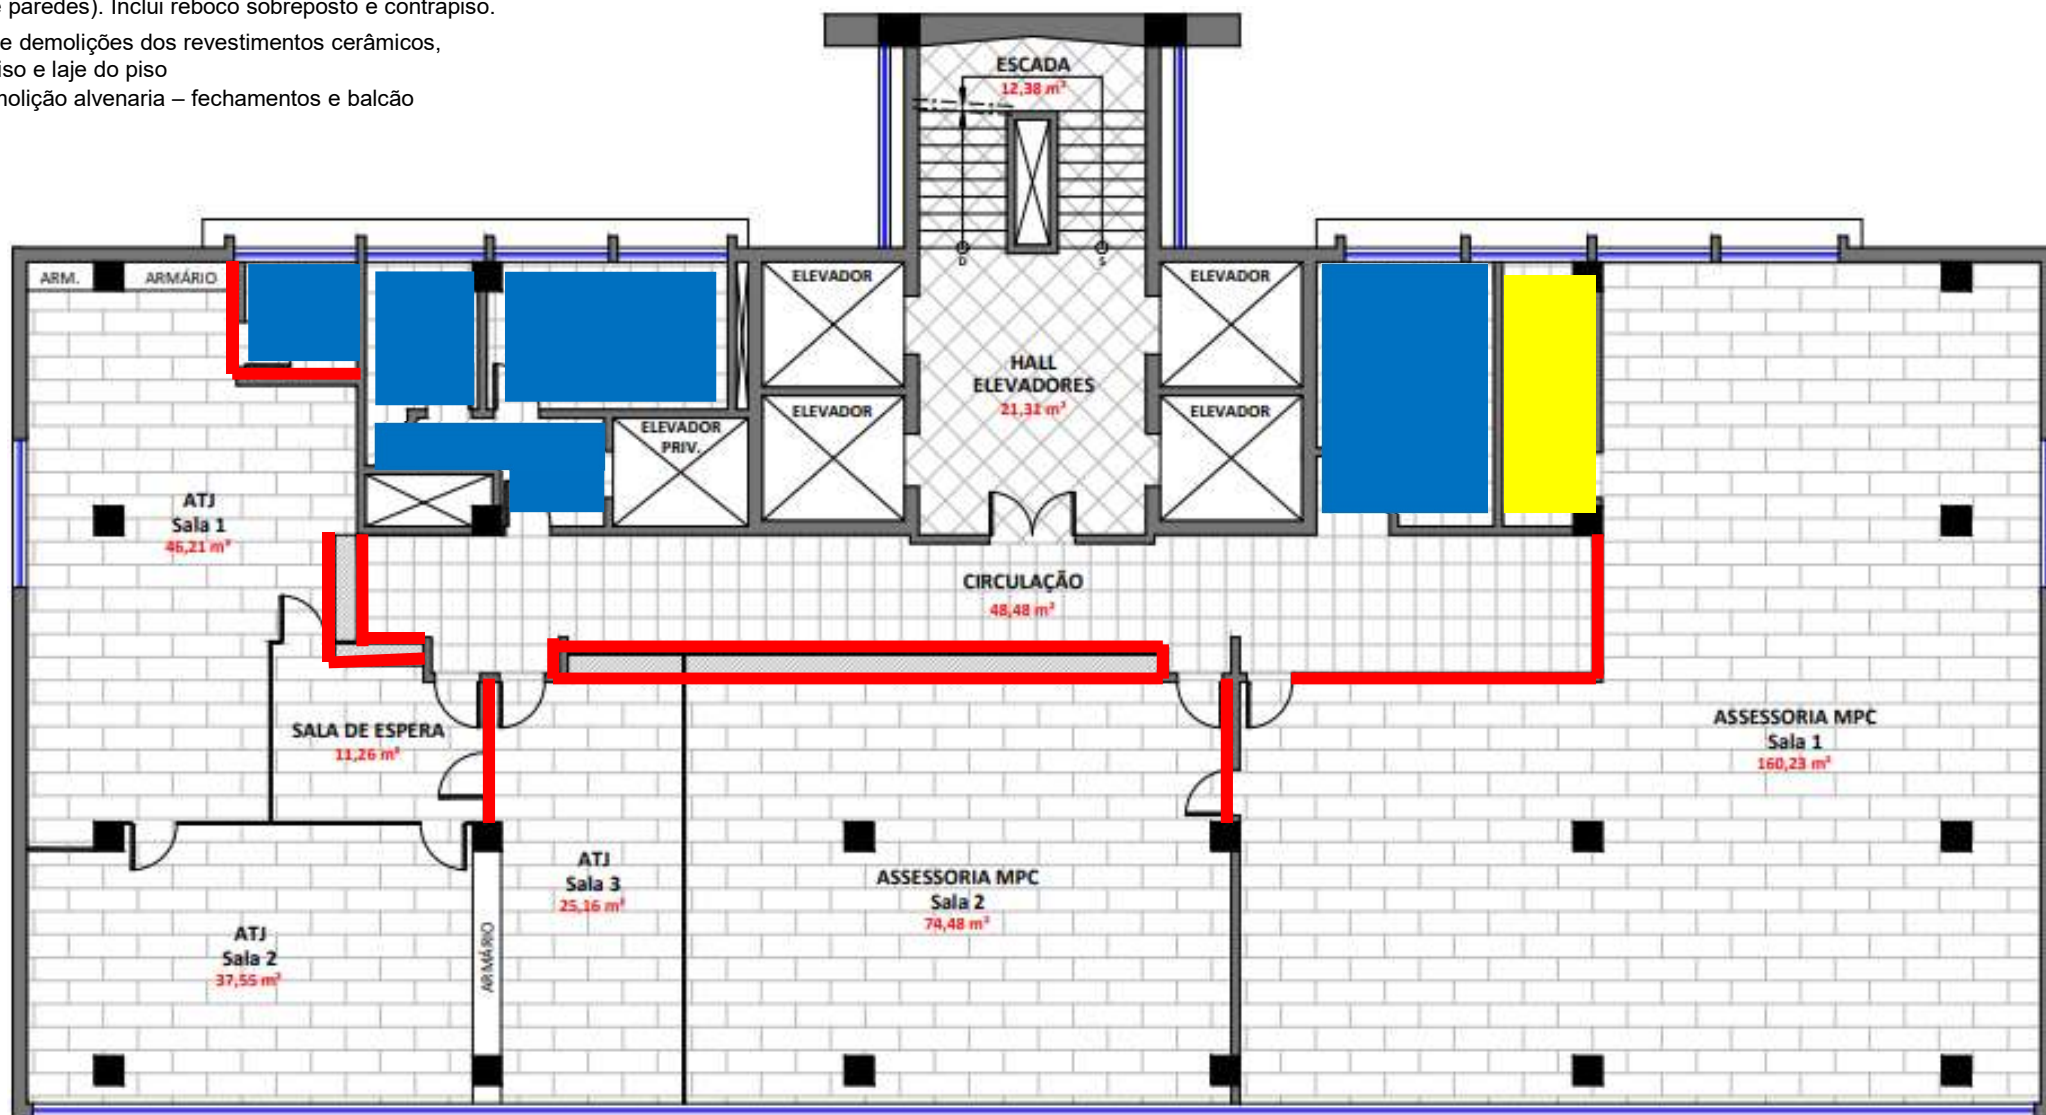 paredes). Inclui reboco sobreposto e contrapiso.
e demolições dos revestimentos cerâmicos,
e laje do piso
alvenaria – fechamentos e balcão
ESCADA
12,38 m²
D
S
ARM.
ARMÁRIO
ELEVADOR
ELEVADOR
HALL
ELEVADORES
21,31 m²
ELEVADOR
ELEVADOR
ELEVADOR
PRIV.
ATJ
Sala 1
46,21 m²
CIRCULAÇÃO
48,48 m²
SALA DE ESPERA
11,26 m²
ASSESSORIA MPC
Sala 1
160,23 m²
ATJ
Sala 3
25,16 m²
ASSESSORIA MPC
Sala 2
74,48 m²
ATJ
Sala 2
37,55 m²
ARMÁRIO